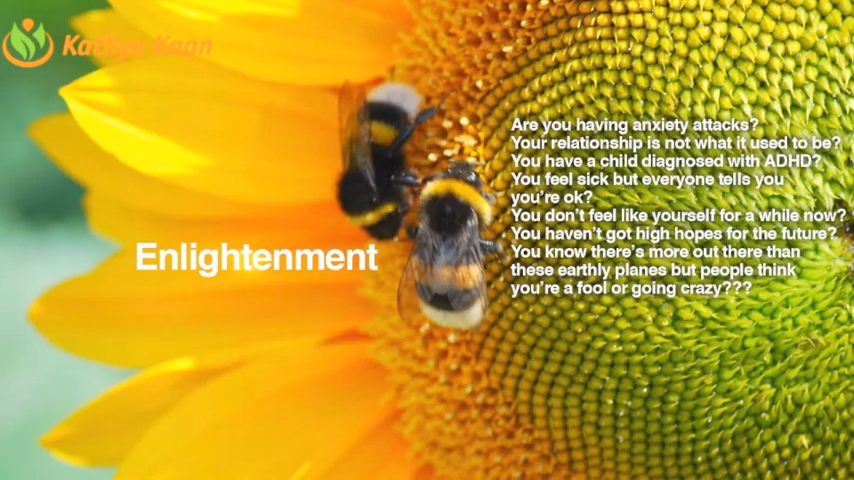 Kathya Kaan
Enlightenment
Are you having anxiety attacks?
Your relationship is not what it used to be?
You have a child diagnosed with ADHD?
You feel sick but everyone tells you
you're ok?
You don't feel like yourself for a while now?
You haven't got high hopes for the future?
You know there's more out there than
these earthly planes but people think
you're a fool or going crazy???